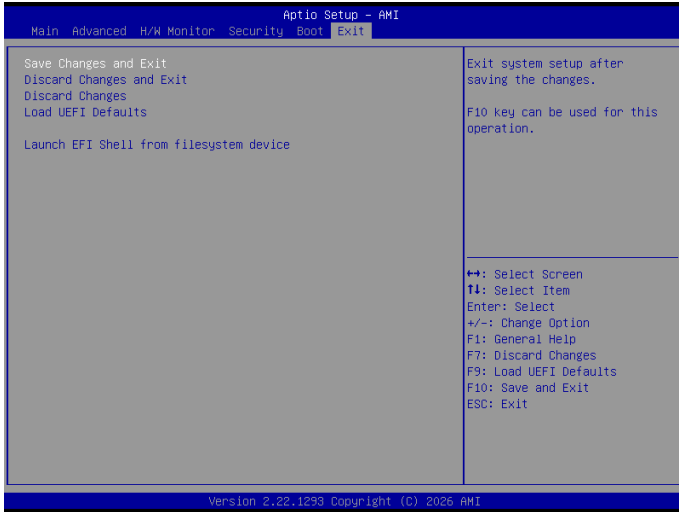 Aptio Setup - AMI
Main Advanced H/W Monitor Security Boot Exit
Save Changes and Exit
Discard Changes and Exit
Discard Changes
Load UEFI Defaults
Launch EFI Shell from filesystem device
Exit system setup after
saving the changes.
F10 key can be used for this
operation.
↔: Select Screen
↑↓: Select Item
Enter: Select
+/-: Change Option
F1: General Help
F7: Discard Changes
F9: Load UEFI Defaults
F10: Save and Exit
ESC: Exit
Version 2.22.1293 Copyright (C) 2026 AMI